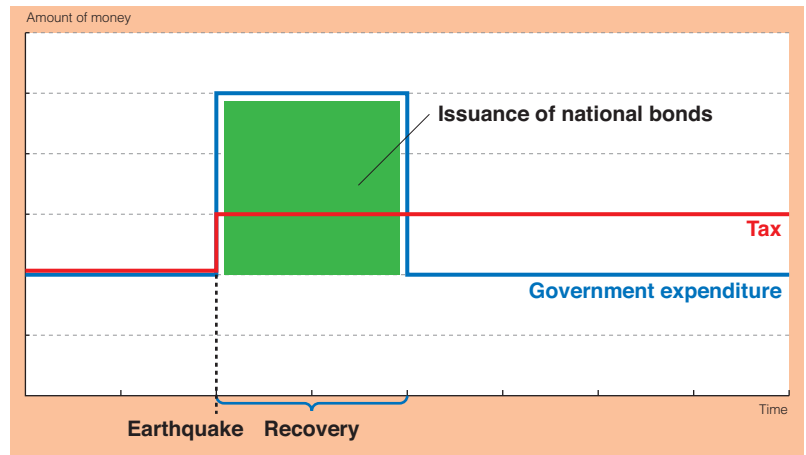 Amount of money
Issuance of national bonds
Tax
Government expenditure
Time
Earthquake
Recovery